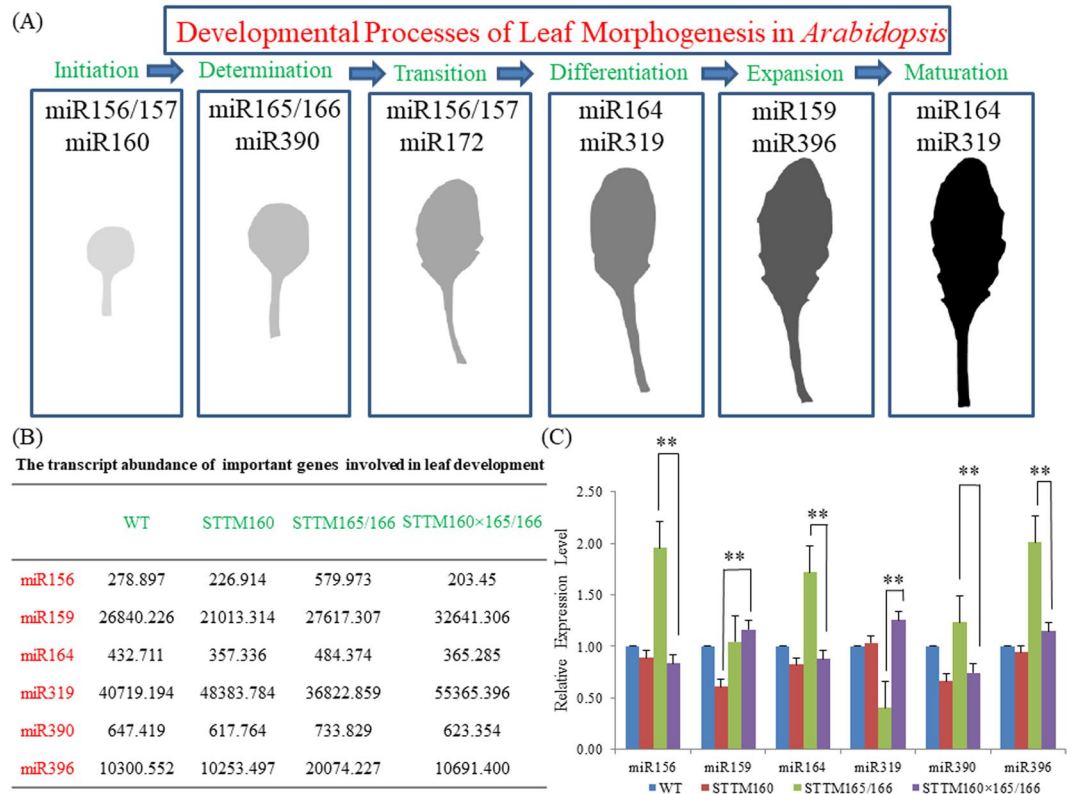 (A)
Developmental Processes of Leaf Morphogenesis in Arabidopsis
Initiation Determination Transition Differentiation Expansion Maturation
miR156/157 miR165/166 miR156/157 miR164 miR159 miR164
miR160 miR390 miR172 miR319 miR396 miR319
(B)
The transcript abundance of important genes involved in leaf development
WT STTM160 STTM165/166 STTM160×165/166
miR156 278.897 226.914 579.973 203.45
miR159 26840.226 21013.314 27617.307 32641.306
miR164 432.711 357.336 484.374 365.285
miR319 40719.194 48383.784 36822.859 55365.396
miR390 647.419 617.764 733.829 623.354
miR396 10300.552 10253.497 20074.227 10691.400
(C)
Relative Expression Level
2.50
2.00
1.50
1.00
0.50
0.00
** ** ** ** ** **
miR156 miR159 miR164 miR319 miR390 miR396
WT STTM160 STTM165/166 STTM160×165/166